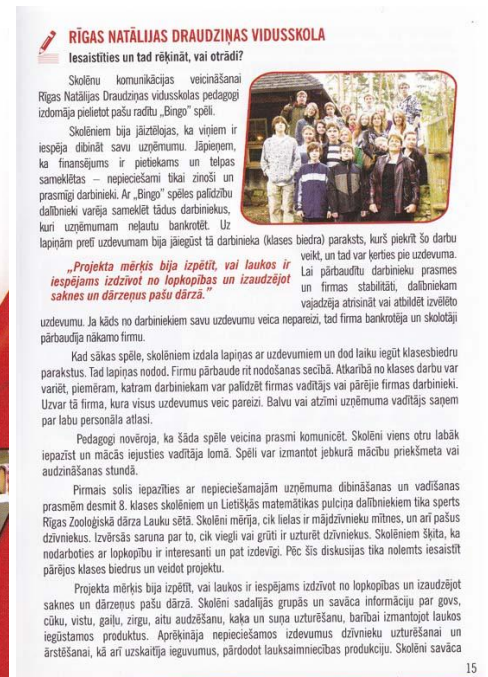 RĪGAS NATĀLIJAS DRAUDZIŅAS VIDUSSKOLA
Iesaistīties un tad rēķināt, vai otrādi?
Skolēnu komunikācijas veicināšanai
Rīgas Natālijas Draudziņas vidusskolas pedagogi
izdomāja pielietot pašu radītu „Bingo” spēli.
Skolēniem bija jāiztēlojas, ka viņiem ir
iespēja dibināt savu uzņēmumu. Jāpieņem,
ka finansējums ir pietiekams un telpas
sameklētas – nepieciešami tikai zinoši un
prasmīgi darbinieki. Ar „Bingo” spēles palīdzību
dalībnieki varēja sameklēt tādus darbiniekus,
kuri uzņēmumam neļautu bankrotēt. Uz
lapiņām pretī uzdevumam bija jāiegūst tā darbinieka (klases biedra) paraksts, kurš piekrīt šo darbu
veikt, un tad var ķerties pie uzdevuma.
„Projekta mērķis bija izpētīt, vai laukos ir
iespējams izdzīvot no lopkopības un izaudzējot
saknes un dārzeņus pašu dārzā.”
Lai pārbaudītu darbinieku prasmes
un firmas stabilitāti, dalībniekam
vajadzēja atrisināt vai atbildēt izvēlēto
uzdevumu. Ja kāds no darbiniekiem savu uzdevumu veica nepareizi, tad firma bankrotēja un skolotāji
pārbaudīja nākamo firmu.
Kad sākas spēle, skolēniem izdala lapiņas ar uzdevumiem un dod laiku iegūt klasesbiedru
parakstus. Tad lapiņas nodod. Firmu pārbaude rit nodošanas secībā. Atkarībā no klases darbu var
variēt, piemēram, katram darbiniekam var palīdzēt firmas vadītājs vai pārējie firmas darbinieki.
Uzvar tā firma, kura visus uzdevumus veic pareizi. Balvu vai atzīmi uzņēmuma vadītājs saņem
par labu personāla atlasi.
Pedagogi novēroja, ka šāda spēle veicina prasmi komunicēt. Skolēni viens otru labāk
iepazīst un mācās iejusties vadītāja lomā. Spēli var izmantot jebkurā mācību priekšmeta vai
audzināšanas stundā.
Pirmais solis iepazīties ar nepieciešamajām uzņēmuma dibināšanas un vadīšanas
prasmēm desmit 8. klases skolēniem un Lietišķās matemātikas pulciņa dalībniekiem tika sperts
Rīgas Zooloģiskā dārza Lauku sētā. Skolēni mērīja, cik lielas ir mājdzīvnieku mītnes, un arī pašus
dzīvniekus. Izvērsās saruna par to, cik viegli vai grūti ir uzturēt dzīvniekus. Skolēniem šķita, ka
nodarboties ar lopkopību ir interesanti un pat izdevīgi. Pēc šīs diskusijas tika nolemts iesaistīt
pārējos klases biedrus un veidot projektu.
Projekta mērķis bija izpētīt, vai laukos ir iespējams izdzīvot no lopkopības un izaudzējot
saknes un dārzeņus pašu dārzā. Skolēni sadalījās grupās un savāca informāciju par govs,
cūku, vistu, gaiļu, zirgu, aitu audzēšanu, kaķa un suņa uzturēšanu, barībai izmantojot laukos
iegūstamos produktus. Aprēķināja nepieciešamos izdevumus dzīvnieku uzturēšanai un
ārstēšanai, kā arī uzskaitīja ieguvumus, pārdodot lauksaimniecības produkciju. Skolēni savāca
15